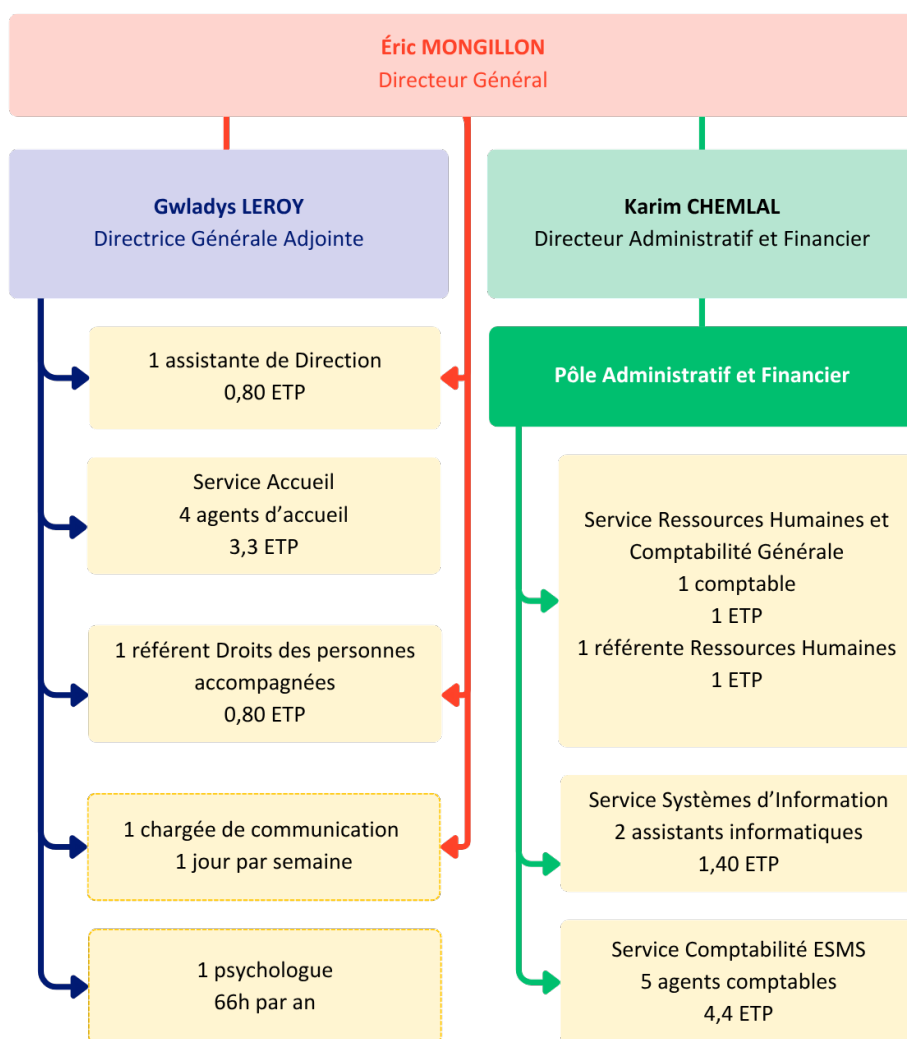 Éric MONGILLON
Directeur Général
Gwladys LEROY
Directrice Générale Adjointe
1 assistante de Direction
0,80 ETP
Service Accueil
4 agents d’accueil
3,3 ETP
1 référent Droits des personnes
accompagnées
0,80 ETP
1 chargée de communication
1 jour par semaine
1 psychologue
66h par an
Karim CHEMLAL
Directeur Administratif et Financier
Pôle Administratif et Financier
Service Ressources Humaines et
Comptabilité Générale
1 comptable
1 ETP
1 référente Ressources Humaines
1 ETP
Service Systèmes d’Information
2 assistants informatiques
1,40 ETP
Service Comptabilité ESMS
5 agents comptables
4,4 ETP